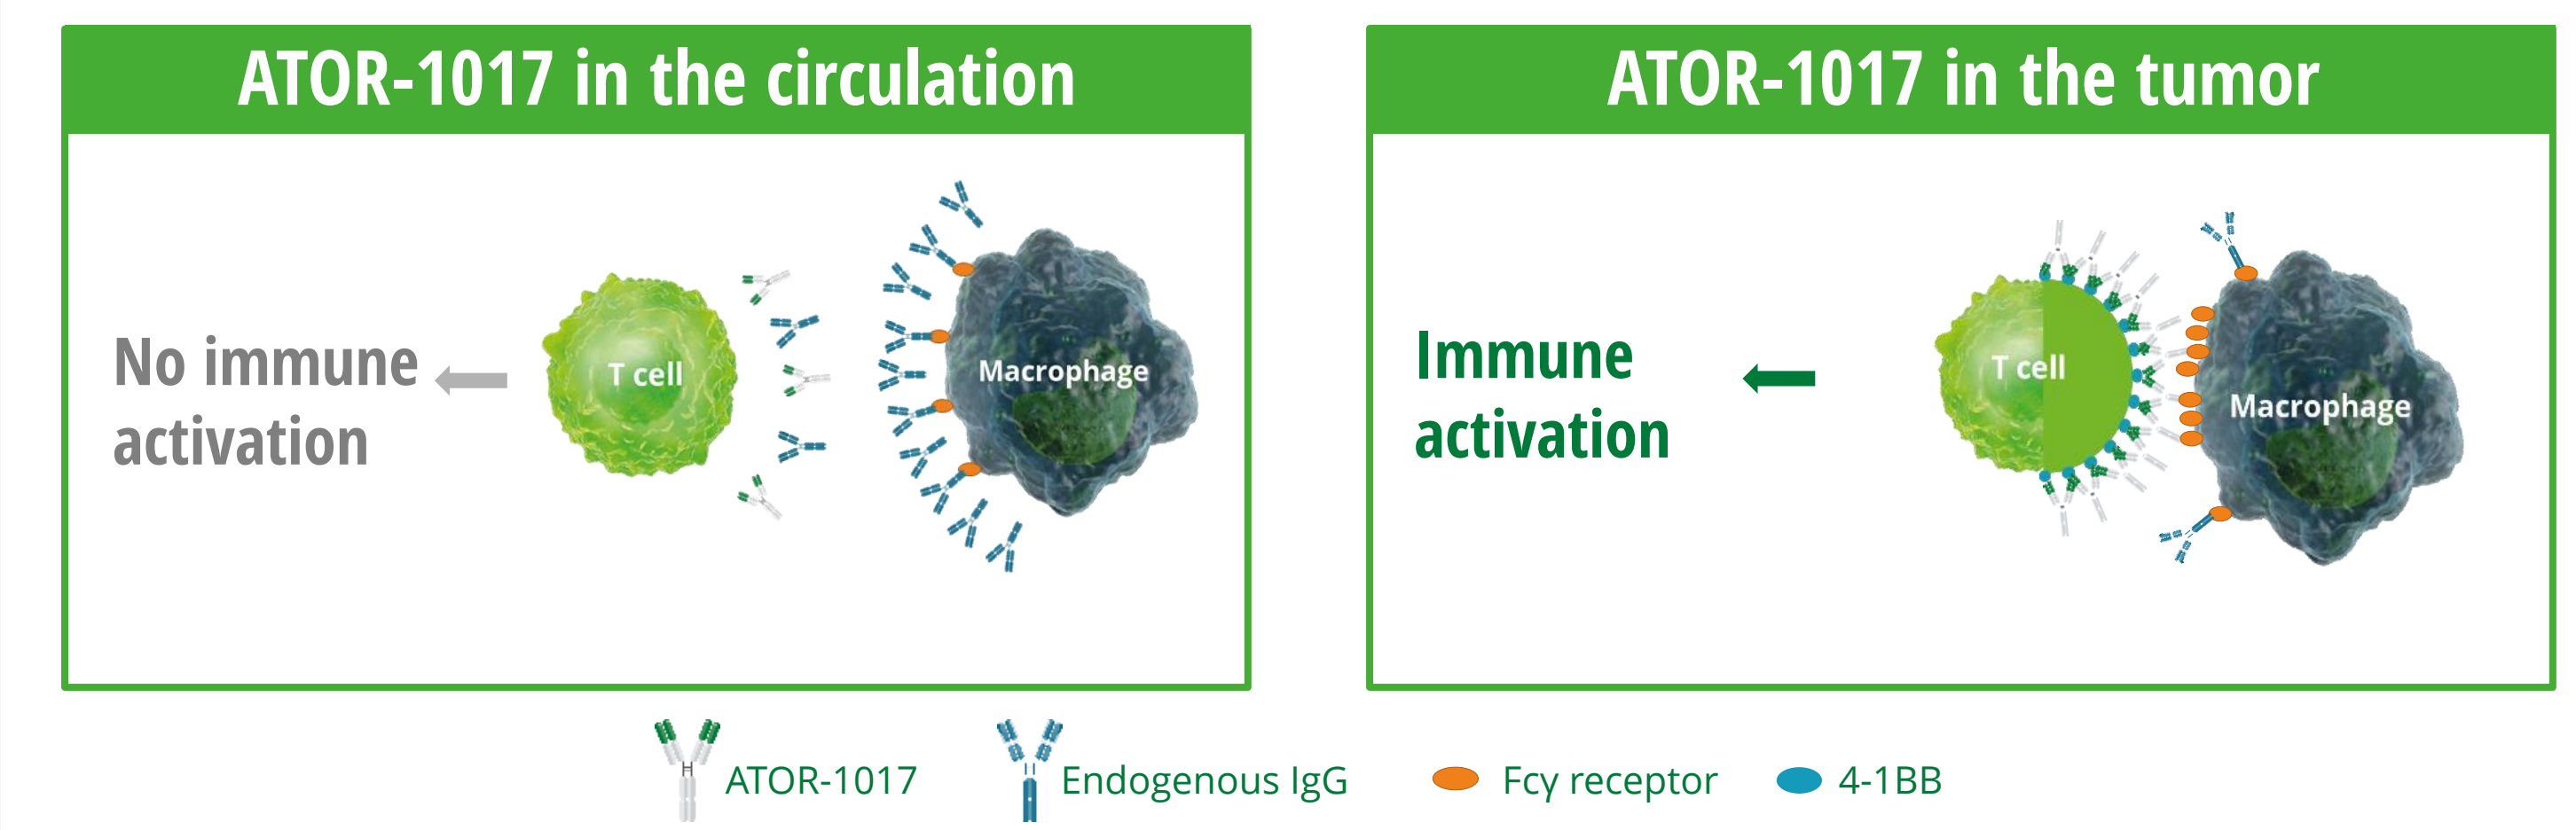 ATOR-1017 in the circulation
No immune
activation
T cell
Macrophage
ATOR-1017 in the tumor
Immune
activation
T cell
Macrophage
ATOR-1017
Endogenous IgG
Fcγ receptor
4-1BB